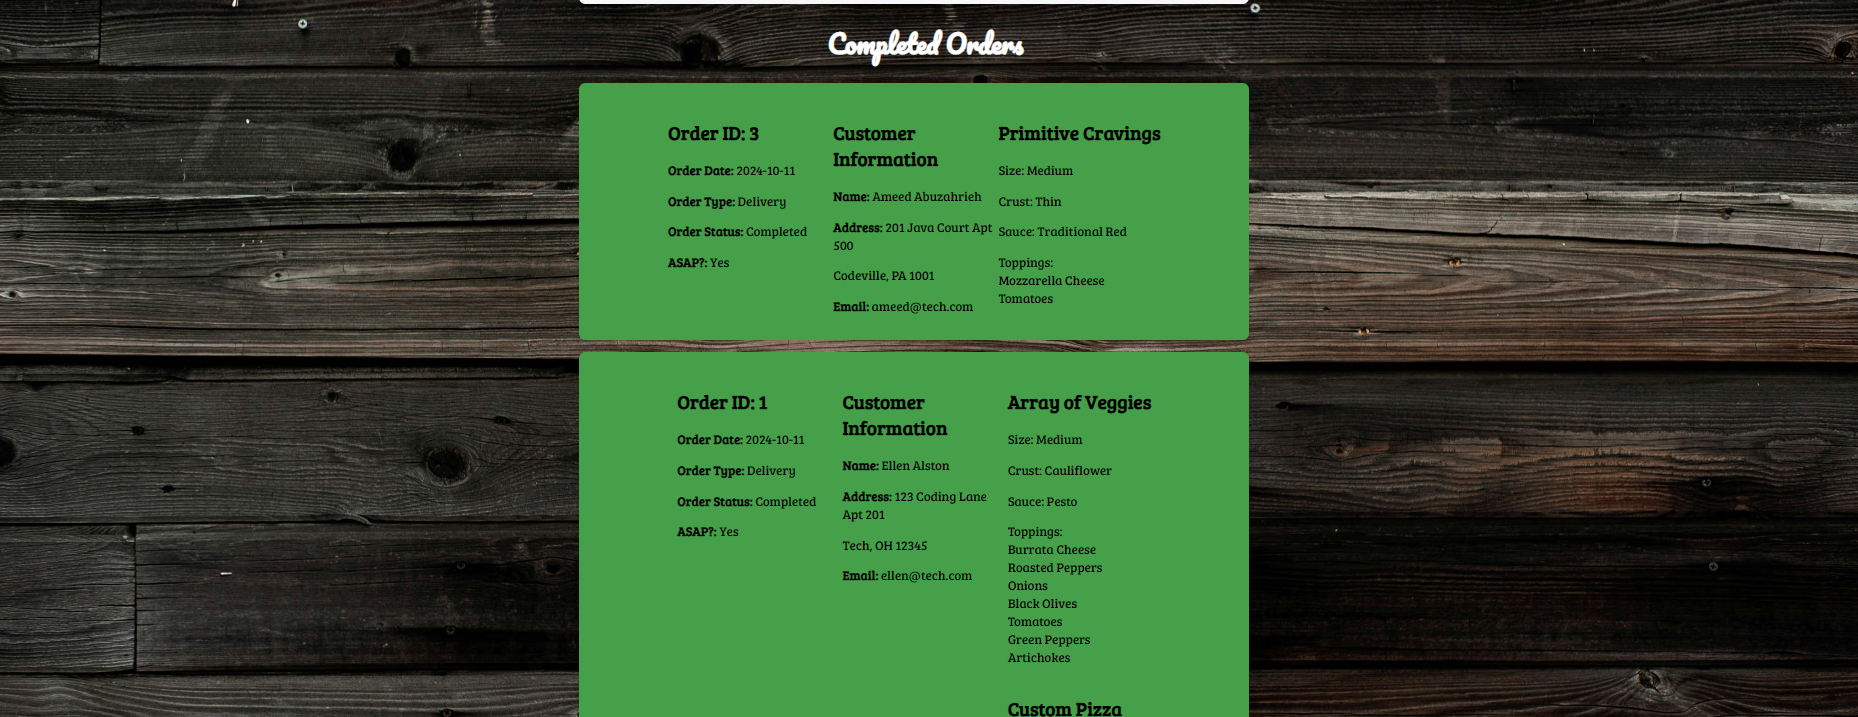 Completed Orders
Order ID: 3
Order Date: 2024-10-11
Order Type: Delivery
Order Status: Completed
ASAP?: Yes
Customer
Information
Name: Ameed Abuzahrieh
Address: 201 Java Court Apt
500
Codeville, PA 1001
Email: ameed@tech.com
Primitive Cravings
Size: Medium
Crust: Thin
Sauce: Traditional Red
Toppings:
Mozzarella Cheese
Tomatoes
Order ID: 1
Order Date: 2024-10-11
Order Type: Delivery
Order Status: Completed
ASAP?: Yes
Customer
Information
Name: Ellen Alston
Address: 123 Coding Lane
Apt 201
Tech, OH 12345
Email: ellen@tech.com
Array of Veggies
Size: Medium
Crust: Cauliflower
Sauce: Pesto
Toppings:
Burrata Cheese
Roasted Peppers
Onions
Black Olives
Tomatoes
Green Peppers
Artichokes
Custom Pizza